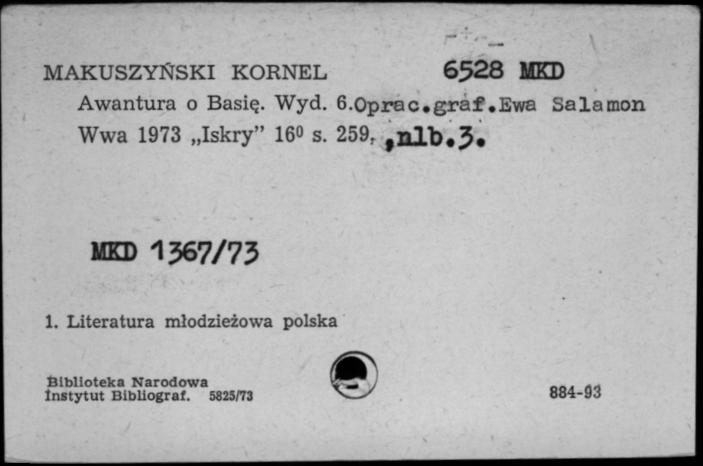 MAKUSZYŃSKI KORNEL 6528 MKD
Awantura o Basię. Wyd. 6.Oprac.graf.Ewa Salamon
Wwa 1973 „Iskry” 16⁰ s. 259, ,nlb.3.
MKD 1367/73
1. Literatura młodzieżowa polska
Biblioteka Narodowa
Instytut Bibliograf. 5825/73 884-93